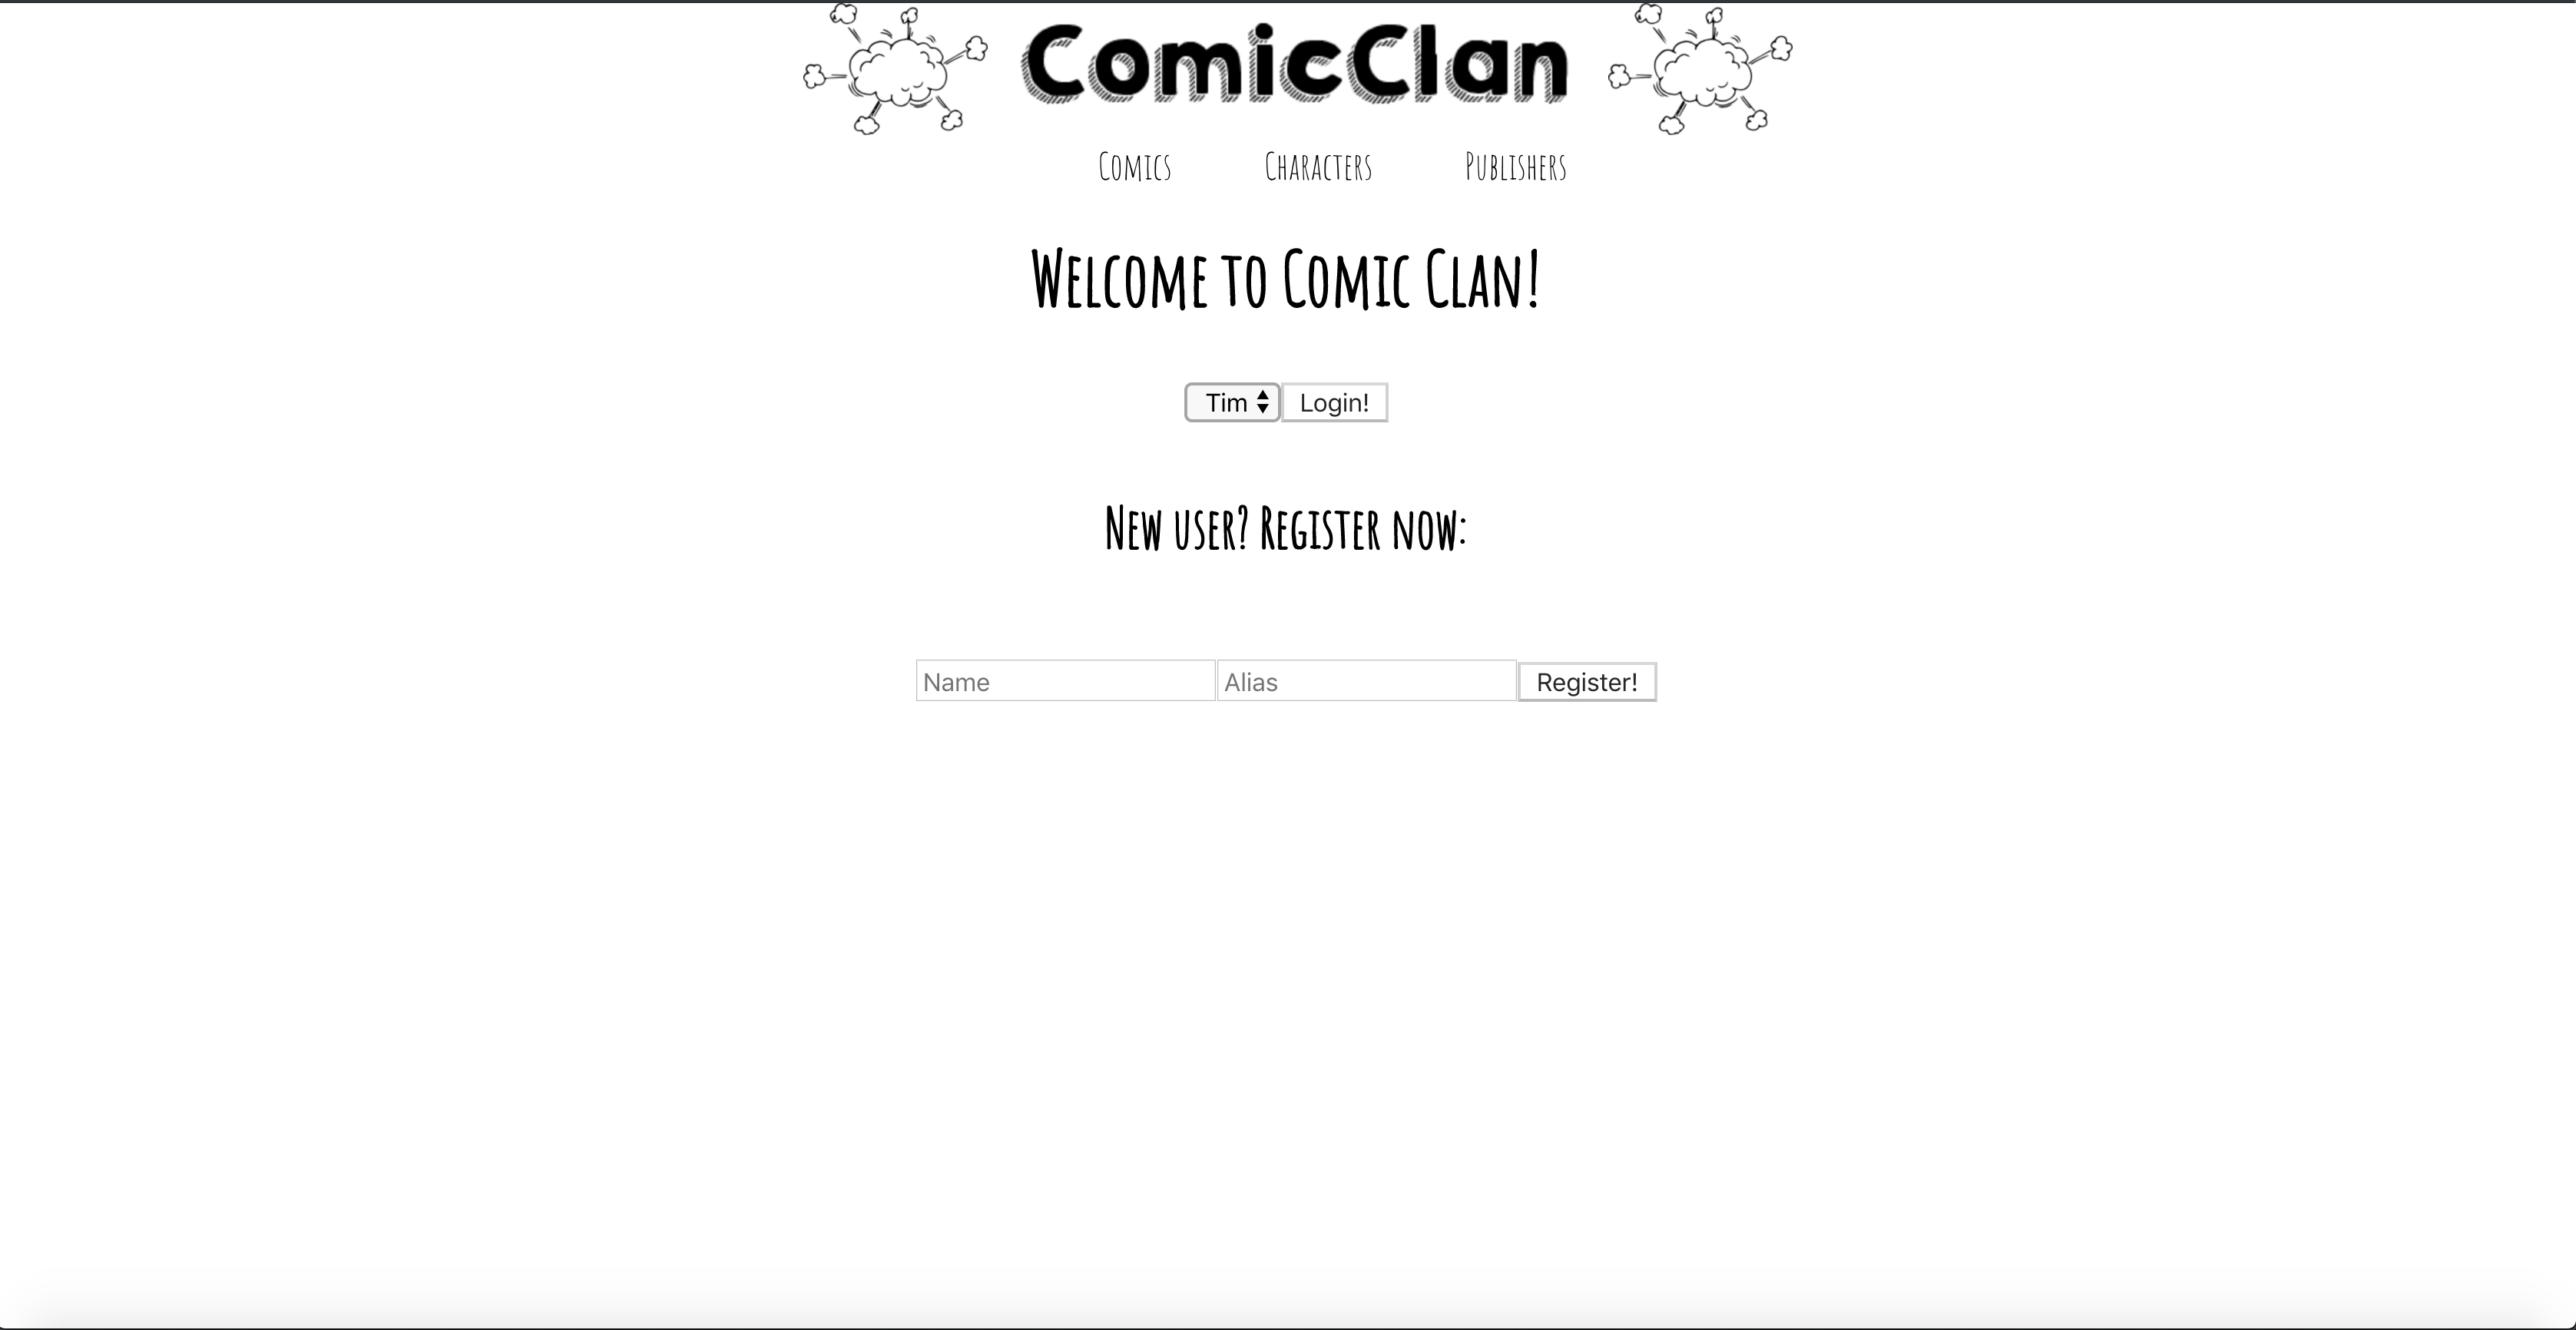 ComicClan
Comics Characters Publishers
Welcome to Comic Clan!
Tim Login!
New user? Register now:
Name Alias Register!